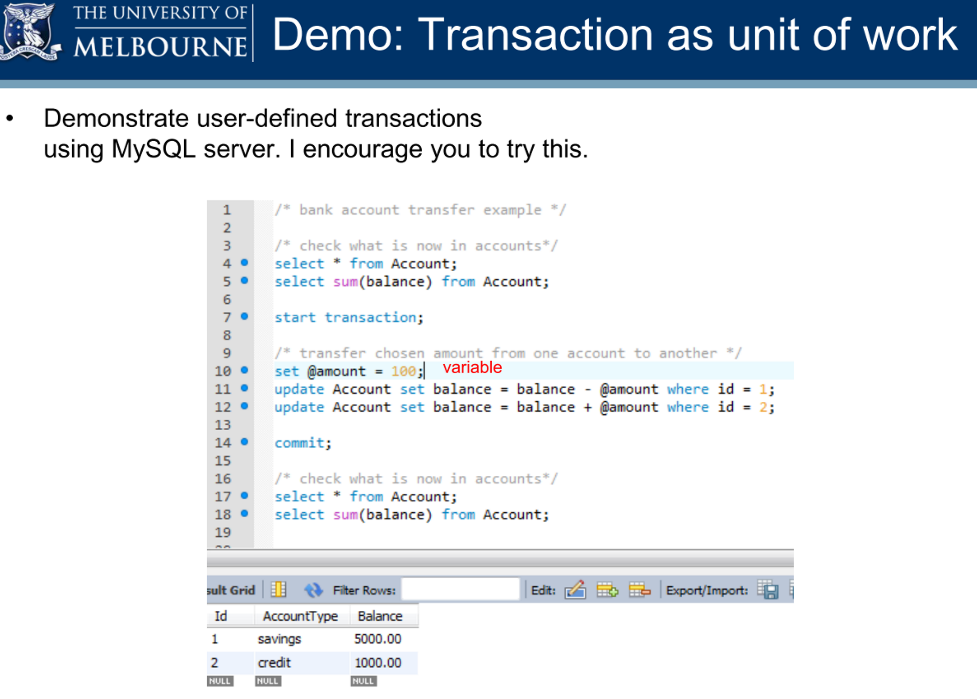 THE UNIVERSITY OF
MELBOURNE
Demo: Transaction as unit of work
• Demonstrate user-defined transactions
using MySQL server. I encourage you to try this.
1 /* bank account transfer example */
2
3 /* check what is now in accounts*/
4 select * from Account;
5 select sum(balance) from Account;
6
7 start transaction;
8
9 /* transfer chosen amount from one account to another */
10 set @amount = 100; variable
11 update Account set balance = balance - @amount where id = 1;
12 update Account set balance = balance + @amount where id = 2;
13
14 commit;
15
16 /* check what is now in accounts*/
17 select * from Account;
18 select sum(balance) from Account;
19
sult Grid Filter Rows: Edit: Export/Import:
Id AccountType Balance
1 savings 5000.00
2 credit 1000.00
NULL NULL NULL